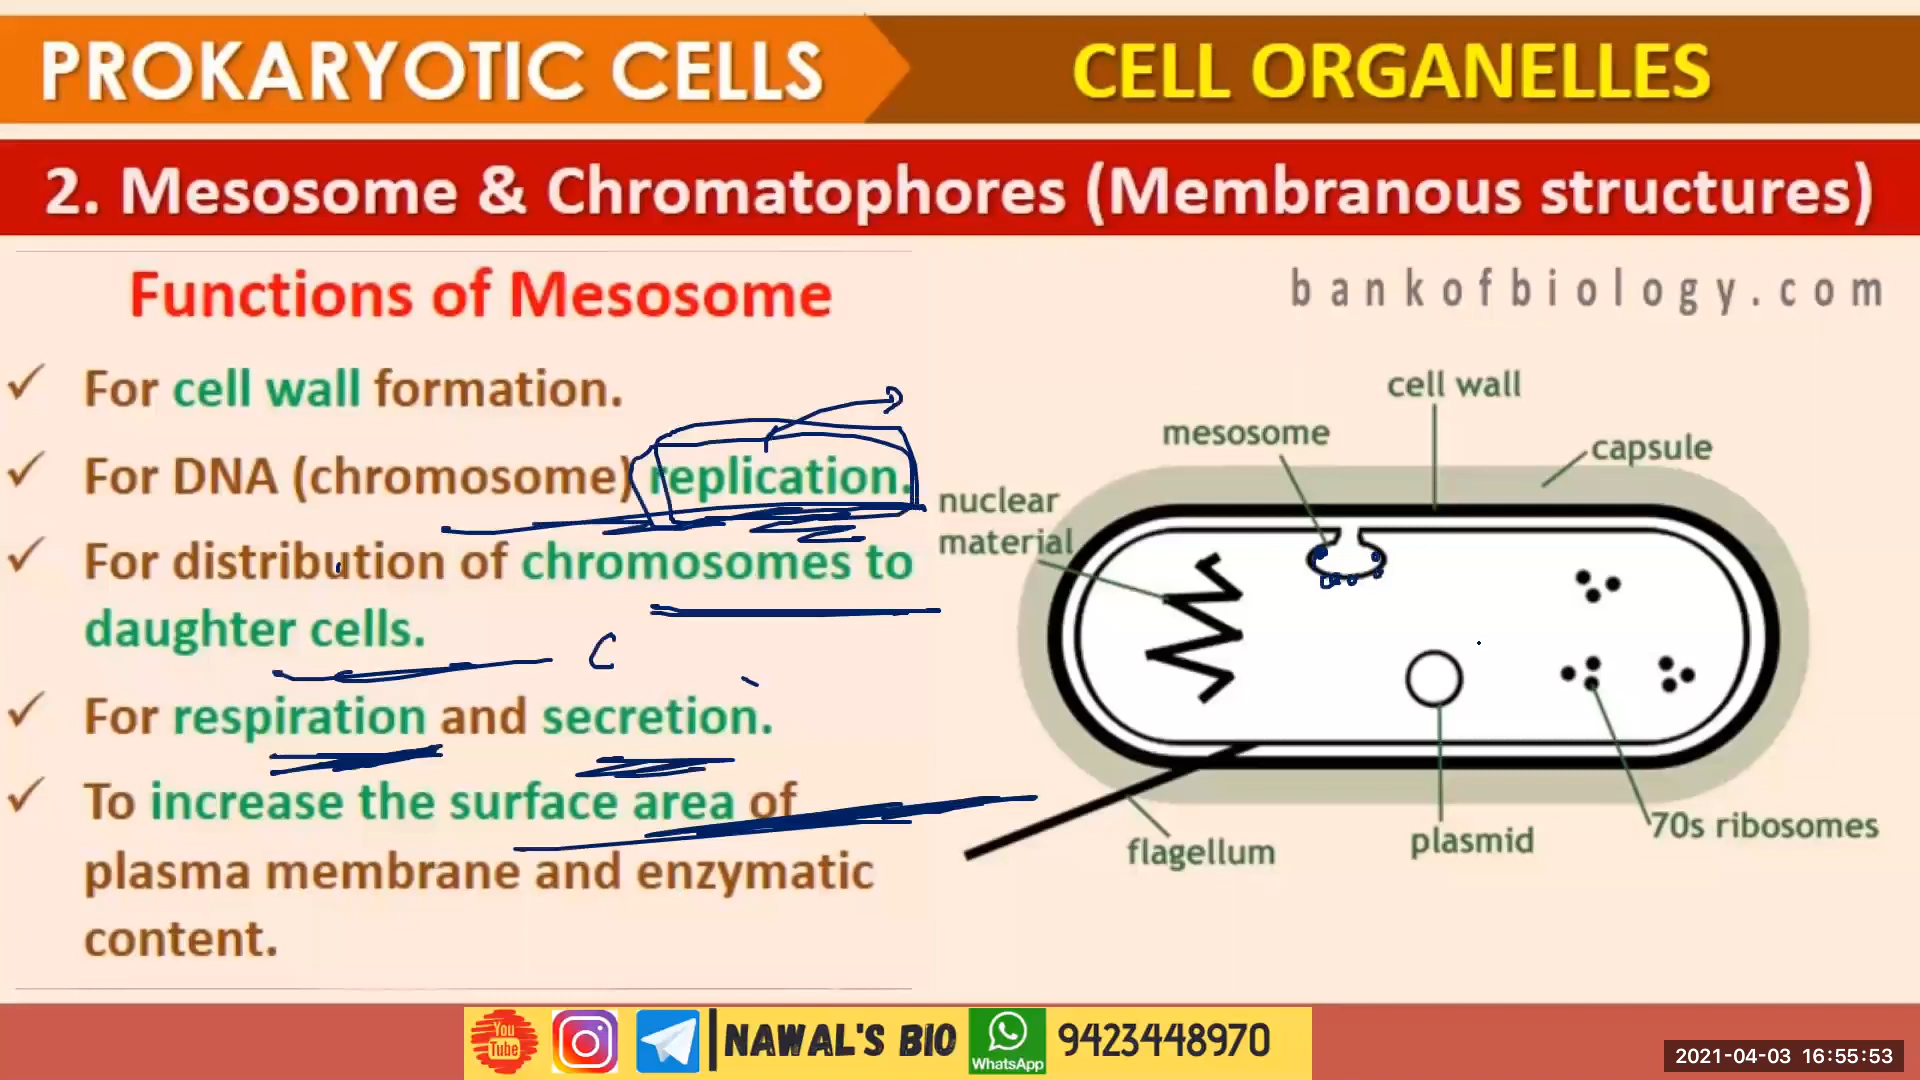 PROKARYOTIC CELLS
CELL ORGANELLES
2. Mesosome & Chromatophores (Membranous structures)
Functions of Mesosome
✓ For cell wall formation.
✓ For DNA (chromosome) replication.
✓ For distribution of chromosomes to
daughter cells.
C
✓ For respiration and secretion.
✓ To increase the surface area of
plasma membrane and enzymatic
content.
bankofbiology.com
cell wall
mesosome
capsule
nuclear
material
70s ribosomes
plasmid
flagellum
You
Tube
NAWAL'S BIO
WhatsApp
9423448970
2021-04-03 16:55:53